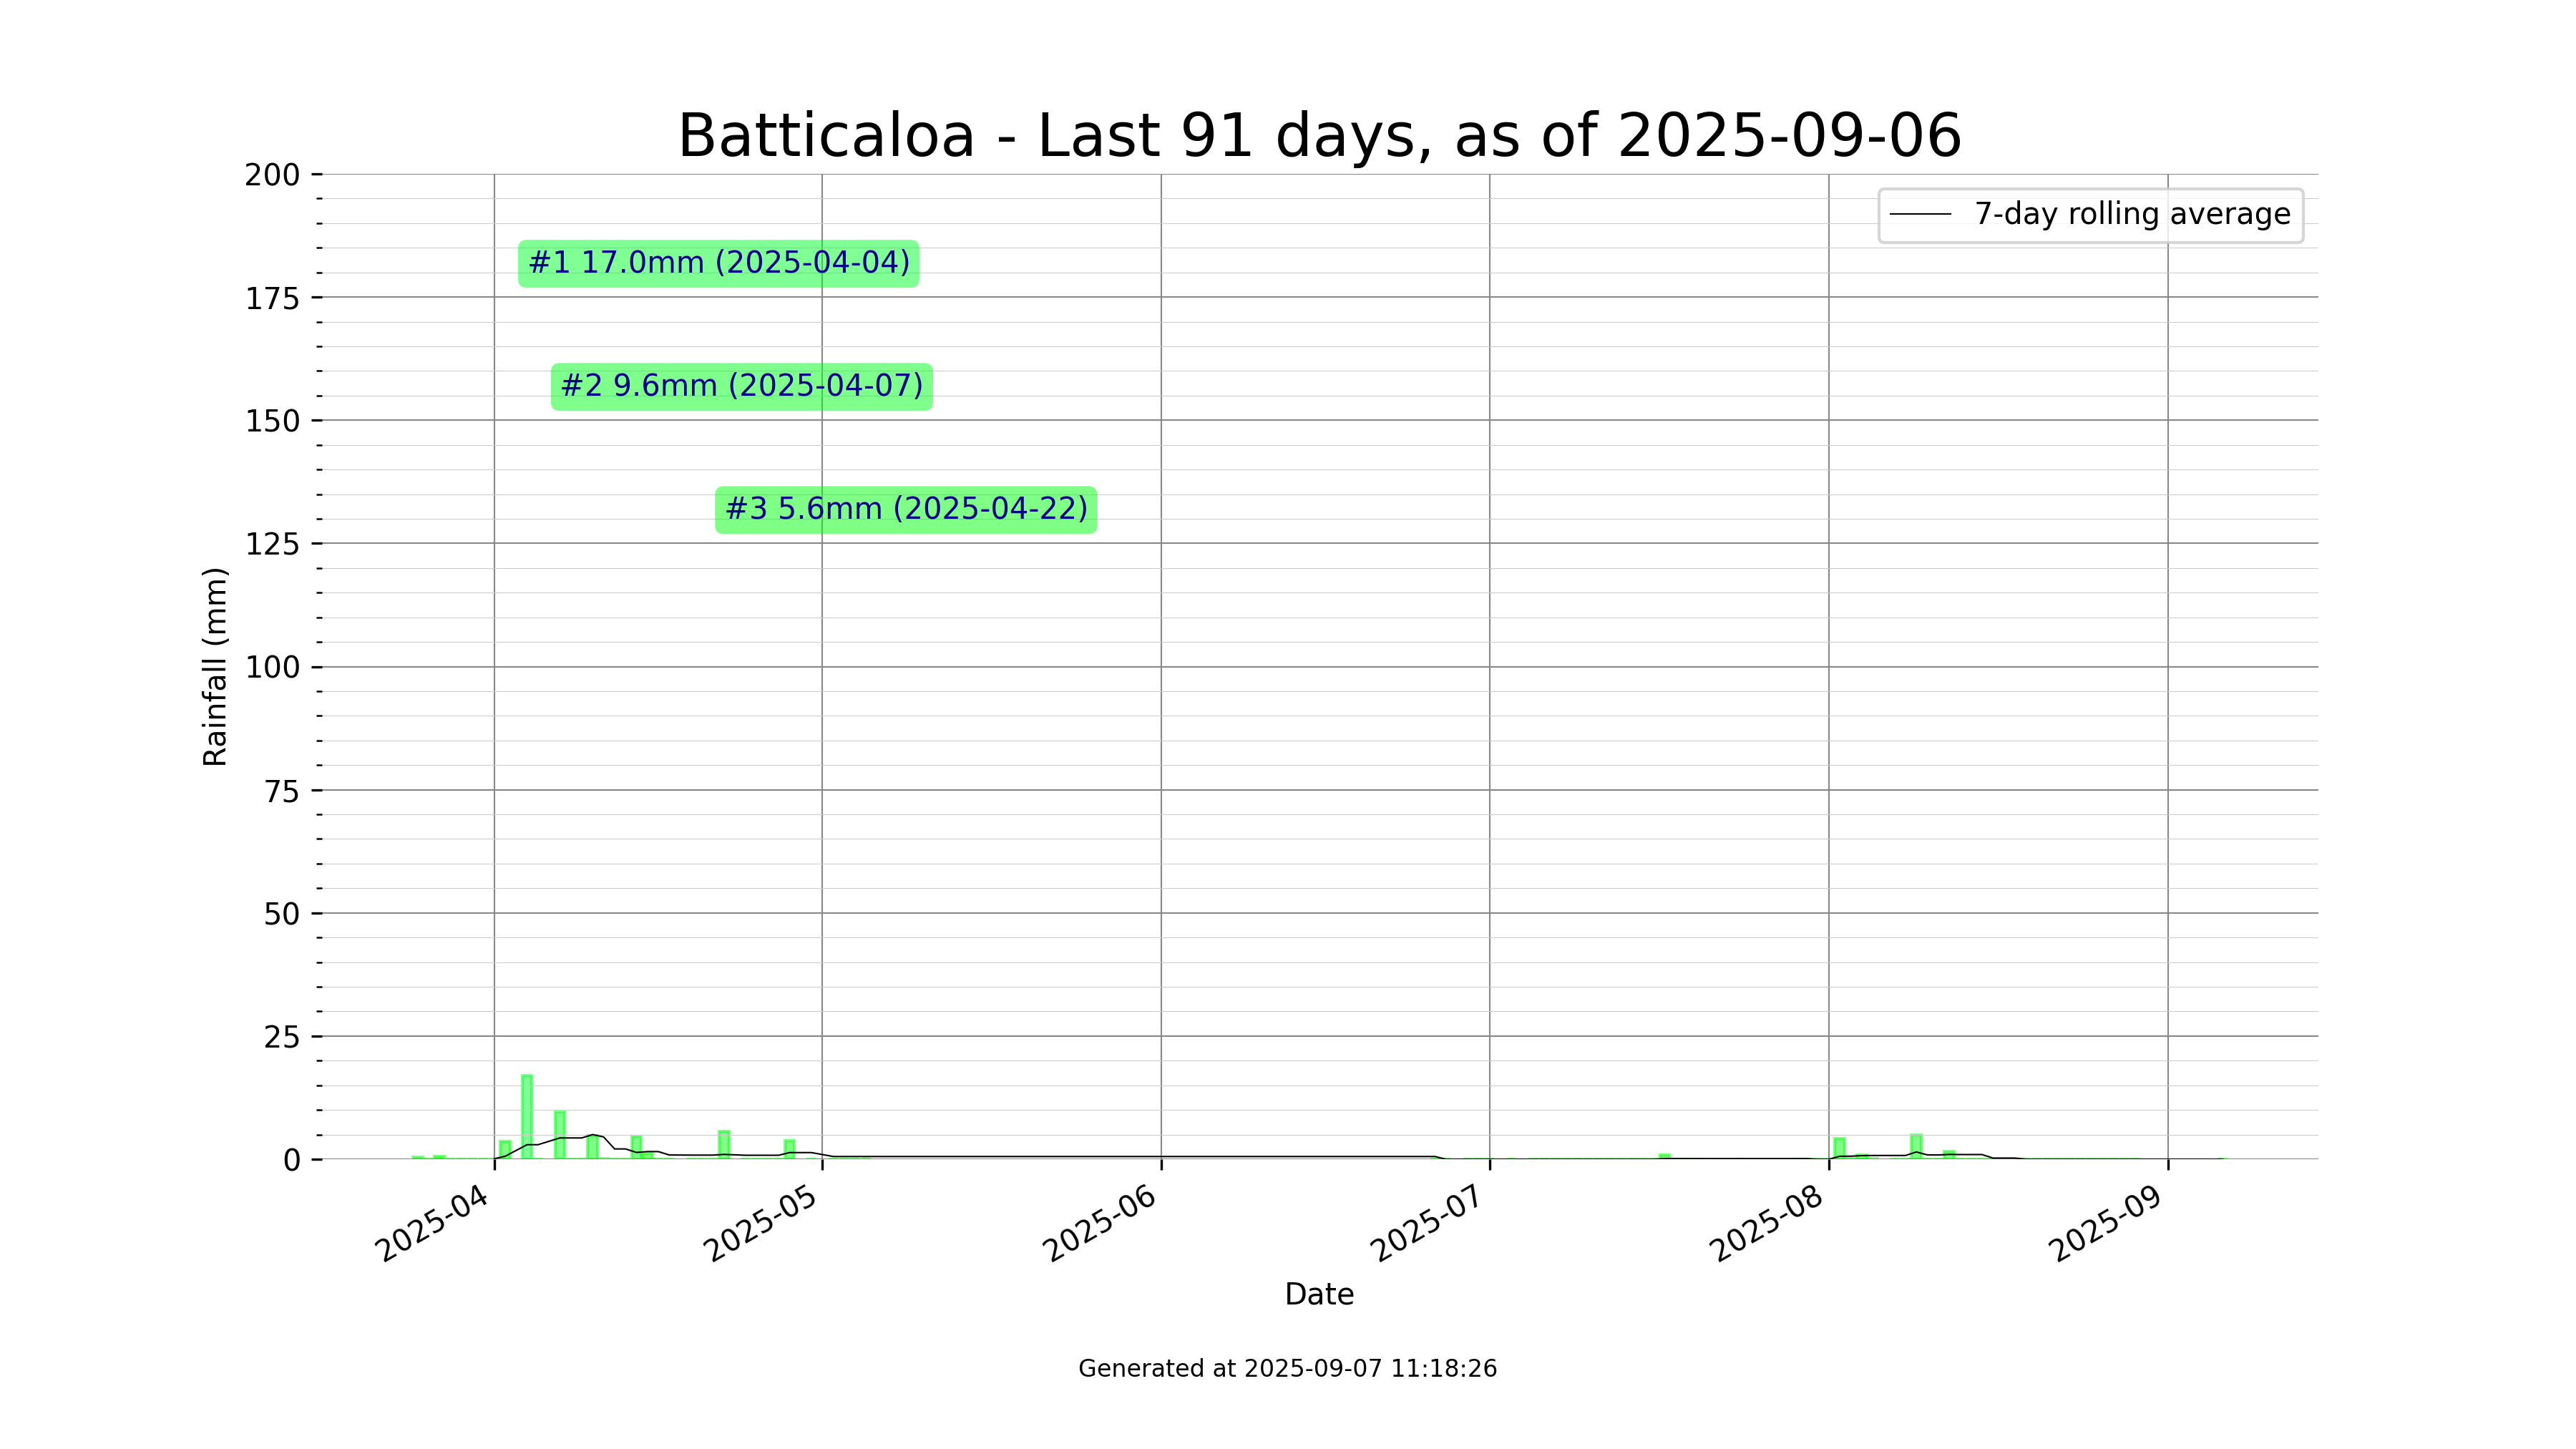 Batticaloa - Last 91 days, as of 2025-09-06
200
175
150
125
100
75
50
25
0
Rainfall (mm)
7-day rolling average
#1 17.0mm (2025-04-04)
#2 9.6mm (2025-04-07)
#3 5.6mm (2025-04-22)
2025-04
2025-05
2025-06
2025-07
2025-08
2025-09
Date
Generated at 2025-09-07 11:18:26